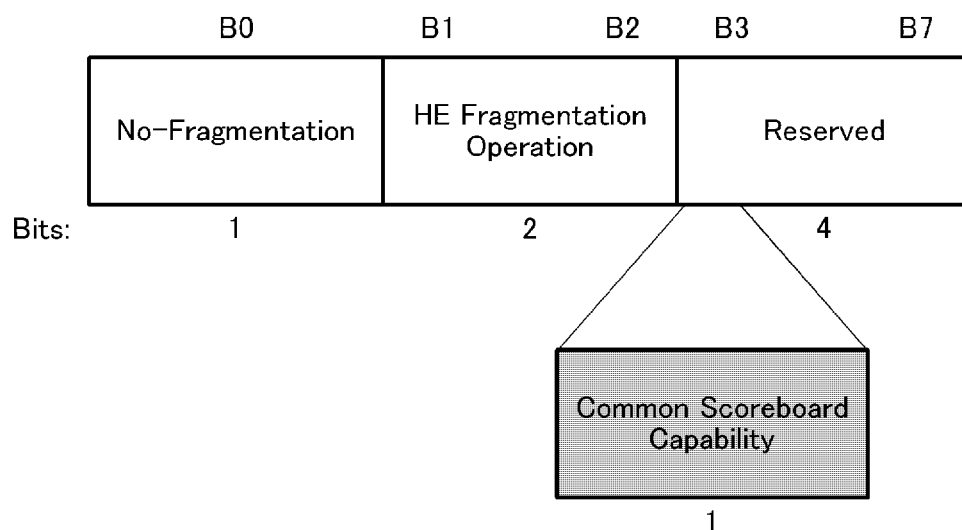 B0 B1 B2 B3 B7
No-Fragmentation
HE Fragmentation
Operation
Reserved
Bits: 1 2 4
Common Scoreboard
Capability
1